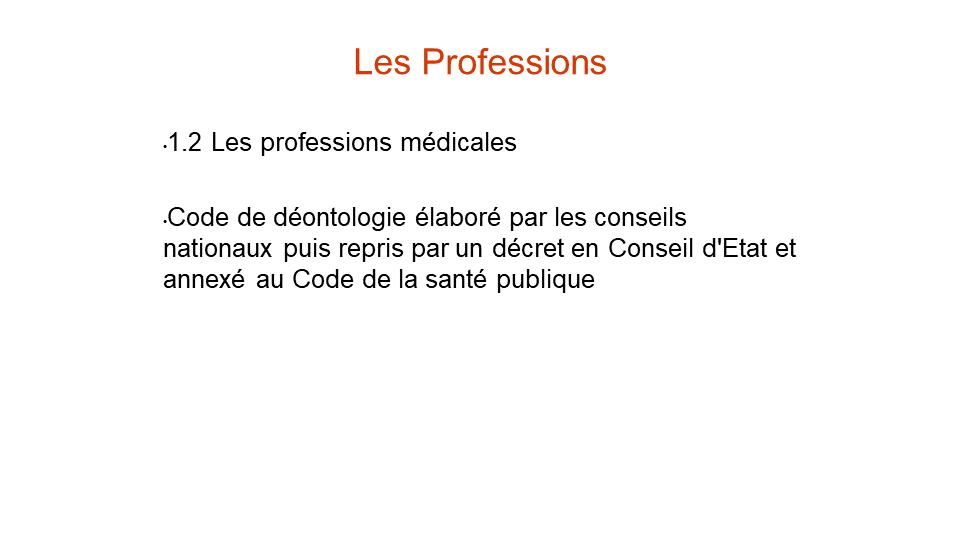 Les Professions
•1.2 Les professions médicales
•Code de déontologie élaboré par les conseils
nationaux puis repris par un décret en Conseil d'Etat et
annexé au Code de la santé publique